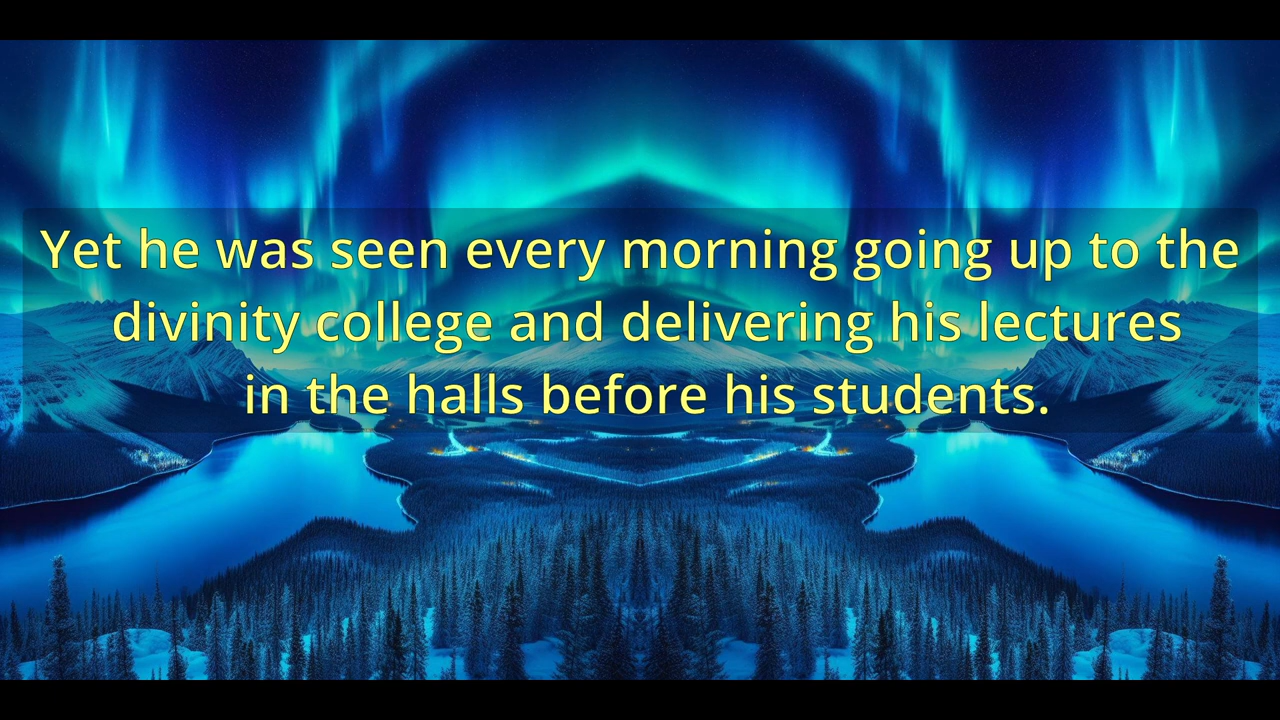 Yet he was seen every morning going up to the
divinity college and delivering his lectures
in the halls before his students.